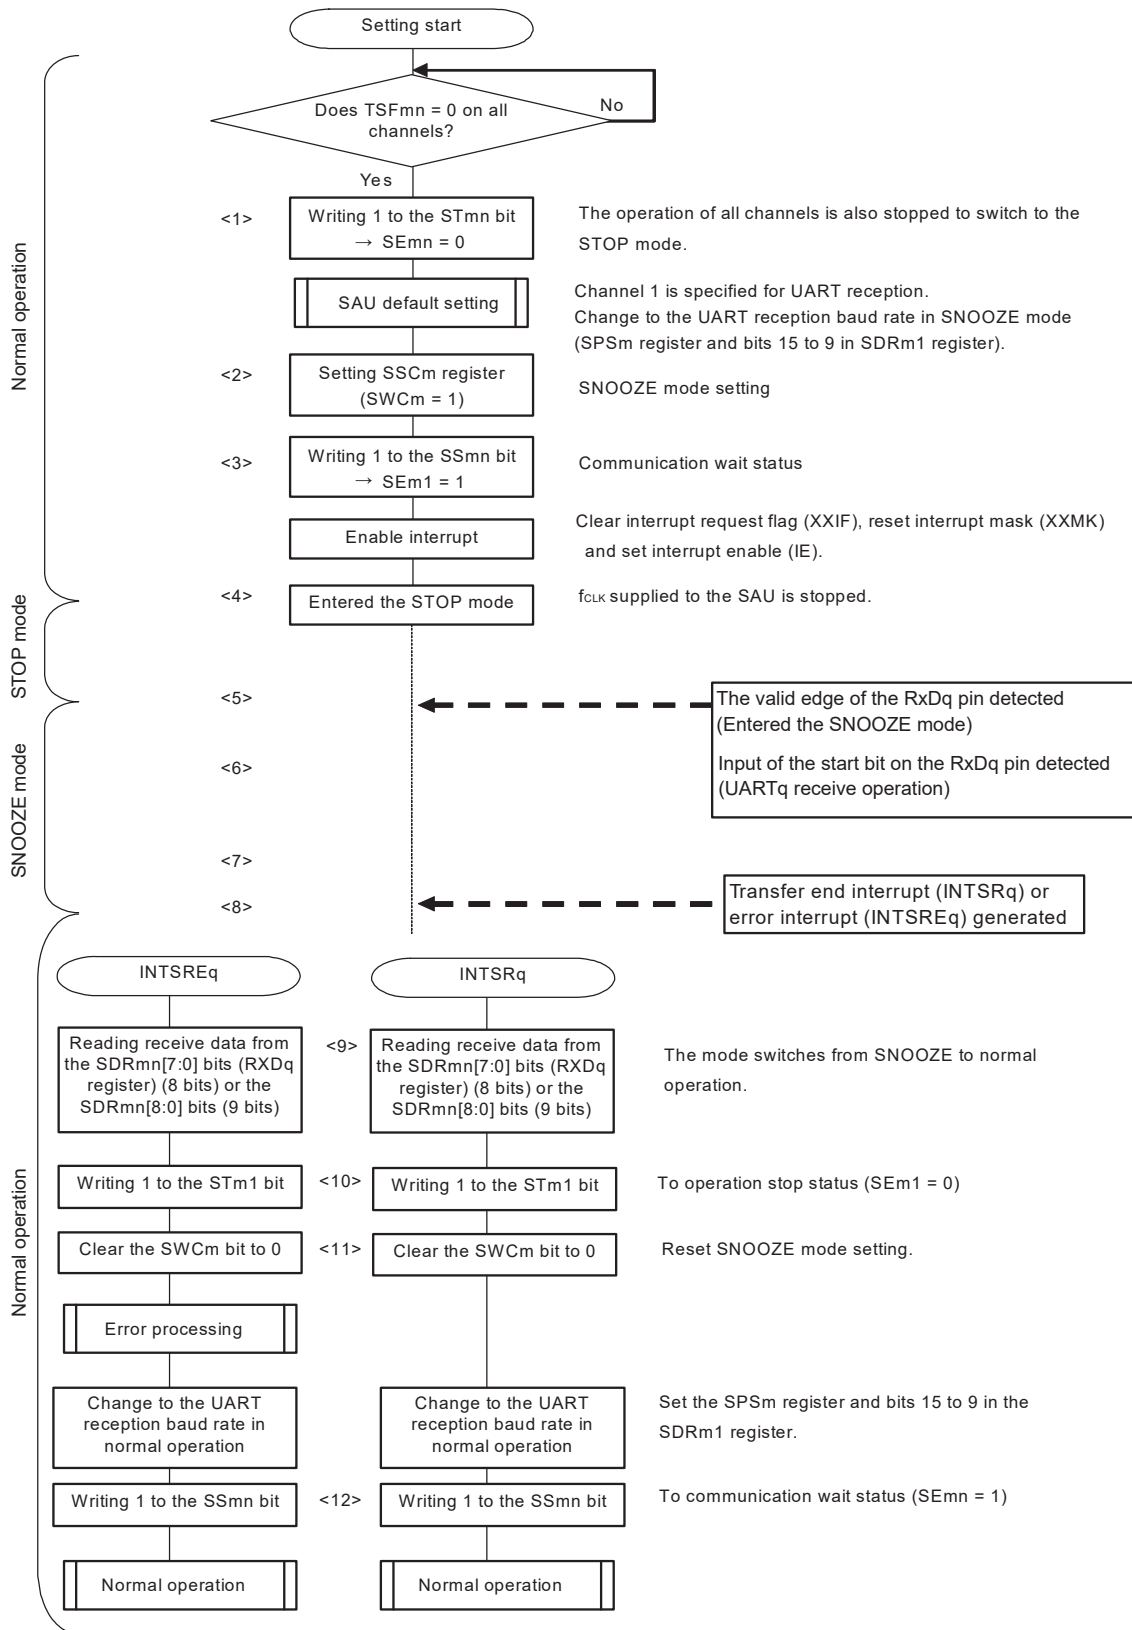 Setting start
Does TSFmn = 0 on all
channels?
No
Yes
Normal operation
<1>
Writing 1 to the STmn bit
→ SEmn = 0
The operation of all channels is also stopped to switch to the
STOP mode.
SAU default setting
Channel 1 is specified for UART reception.
Change to the UART reception baud rate in SNOOZE mode
(SPSm register and bits 15 to 9 in SDRm1 register).
<2>
Setting SSCm register
(SWCm = 1)
SNOOZE mode setting
<3>
Writing 1 to the SSmn bit
→ SEm1 = 1
Communication wait status
Enable interrupt
Clear interrupt request flag (XXIF), reset interrupt mask (XXMK)
and set interrupt enable (IE).
<4>
Entered the STOP mode
fCLK supplied to the SAU is stopped.
STOP mode
<5>
The valid edge of the RxDq pin detected
(Entered the SNOOZE mode)
SNOOZE mode
<6>
Input of the start bit on the RxDq pin detected
(UARTq receive operation)
<7>
<8>
Transfer end interrupt (INTSRq) or
error interrupt (INTSREq) generated
INTSREq
INTSRq
Normal operation
Reading receive data from
the SDRmn[7:0] bits (RXDq
register) (8 bits) or the
SDRmn[8:0] bits (9 bits)
<9>
Reading receive data from
the SDRmn[7:0] bits (RXDq
register) (8 bits) or the
SDRmn[8:0] bits (9 bits)
The mode switches from SNOOZE to normal
operation.
Writing 1 to the STm1 bit
<10>
Writing 1 to the STm1 bit
To operation stop status (SEm1 = 0)
Clear the SWCm bit to 0
<11>
Clear the SWCm bit to 0
Reset SNOOZE mode setting.
Error processing
Change to the UART
reception baud rate in
normal operation
Change to the UART
reception baud rate in
normal operation
Set the SPSm register and bits 15 to 9 in the
SDRm1 register.
Writing 1 to the SSmn bit
<12>
Writing 1 to the SSmn bit
To communication wait status (SEmn = 1)
Normal operation
Normal operation